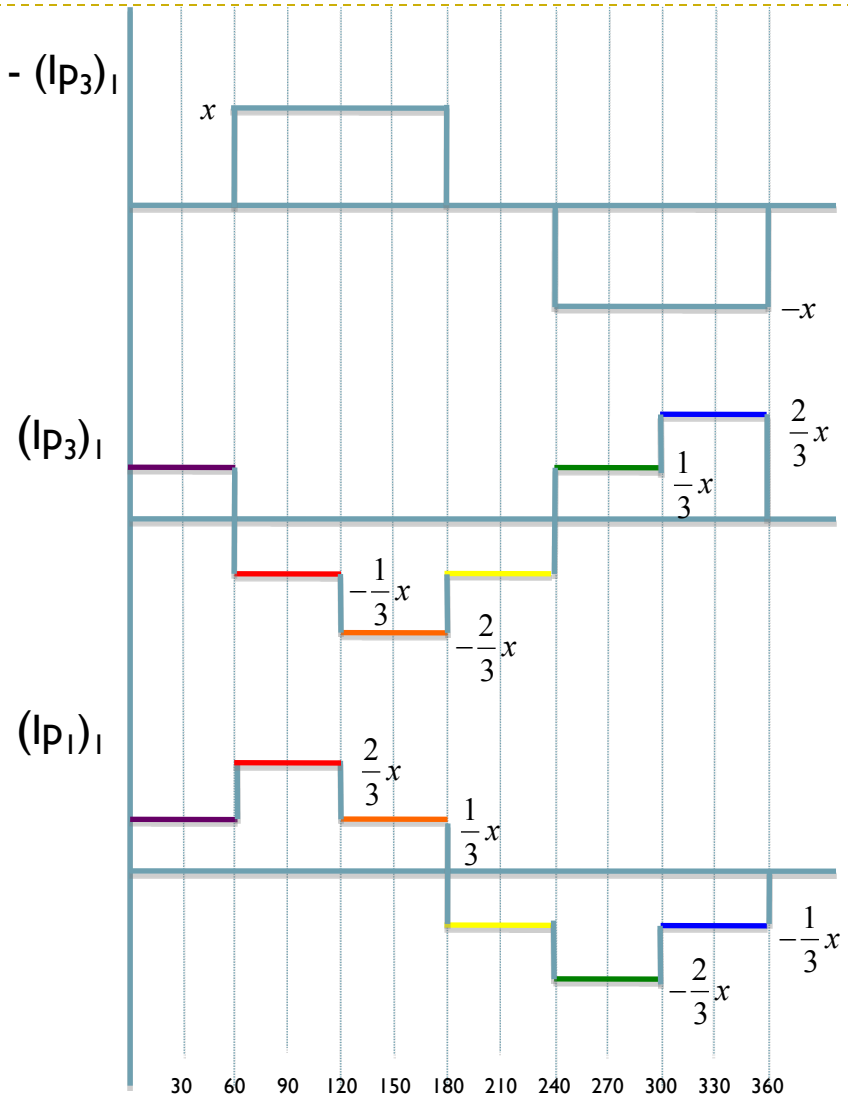 - (Ip₃)₁
x
−x
(Ip₃)₁
2/3 x
1/3 x
−1/3 x
−2/3 x
(Ip₁)₁
2/3 x
1/3 x
−1/3 x
−2/3 x
30 60 90 120 150 180 210 240 270 300 330 360